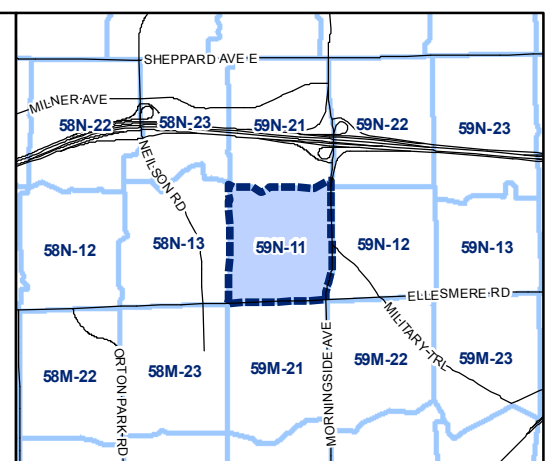 SHEPPARD AVE E
MILNER AVE
58N-22
58N-23
59N-21
59N-22
59N-23
NEILSON RD
58N-12
58N-13
59N-11
59N-12
59N-13
ELLESMERE RD
MILITARY TRL
ORTON PARK RD
MORNINGSIDE AVE
58M-22
58M-23
59M-21
59M-22
59M-23